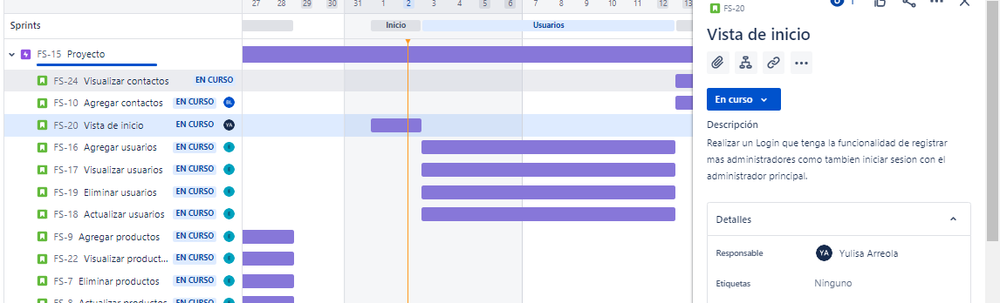 27 28 29 30 31 1 2 3 4 5 6 7 8 9 10 11 12 13
FS-20
1
Sprints
Inicio
Usuarios
Vista de inicio
FS-15 Proyecto
FS-24 Visualizar contactos EN CURSO
FS-10 Agregar contactos EN CURSO BL
FS-20 Vista de inicio EN CURSO YA
FS-16 Agregar usuarios EN CURSO
FS-17 Visualizar usuarios EN CURSO
FS-19 Eliminar usuarios EN CURSO
FS-18 Actualizar usuarios EN CURSO
FS-9 Agregar productos EN CURSO
FS-22 Visualizar product... EN CURSO
FS-7 Eliminar productos EN CURSO
FS-8 Actualizar productos EN CURSO
En curso
Descripción
Realizar un Login que tenga la funcionalidad de registrar
mas administradores como tambien iniciar sesion con el
administrador principal.
Detalles
Responsable
YA Yulisa Arreola
Etiquetas
Ninguno